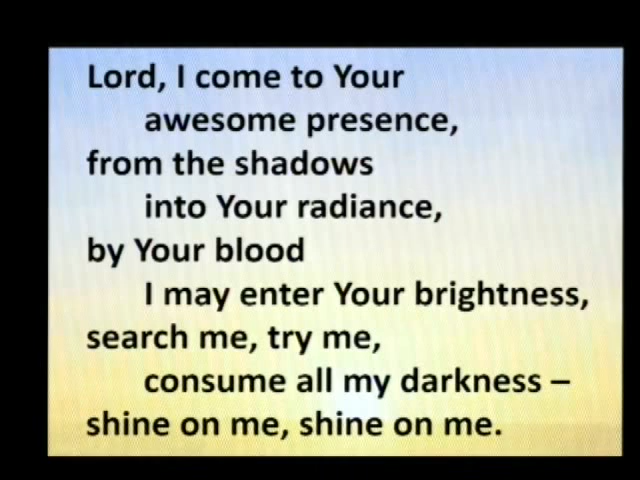 Lord, I come to Your
awesome presence,
from the shadows
into Your radiance,
by Your blood
I may enter Your brightness,
search me, try me,
consume all my darkness –
shine on me, shine on me.